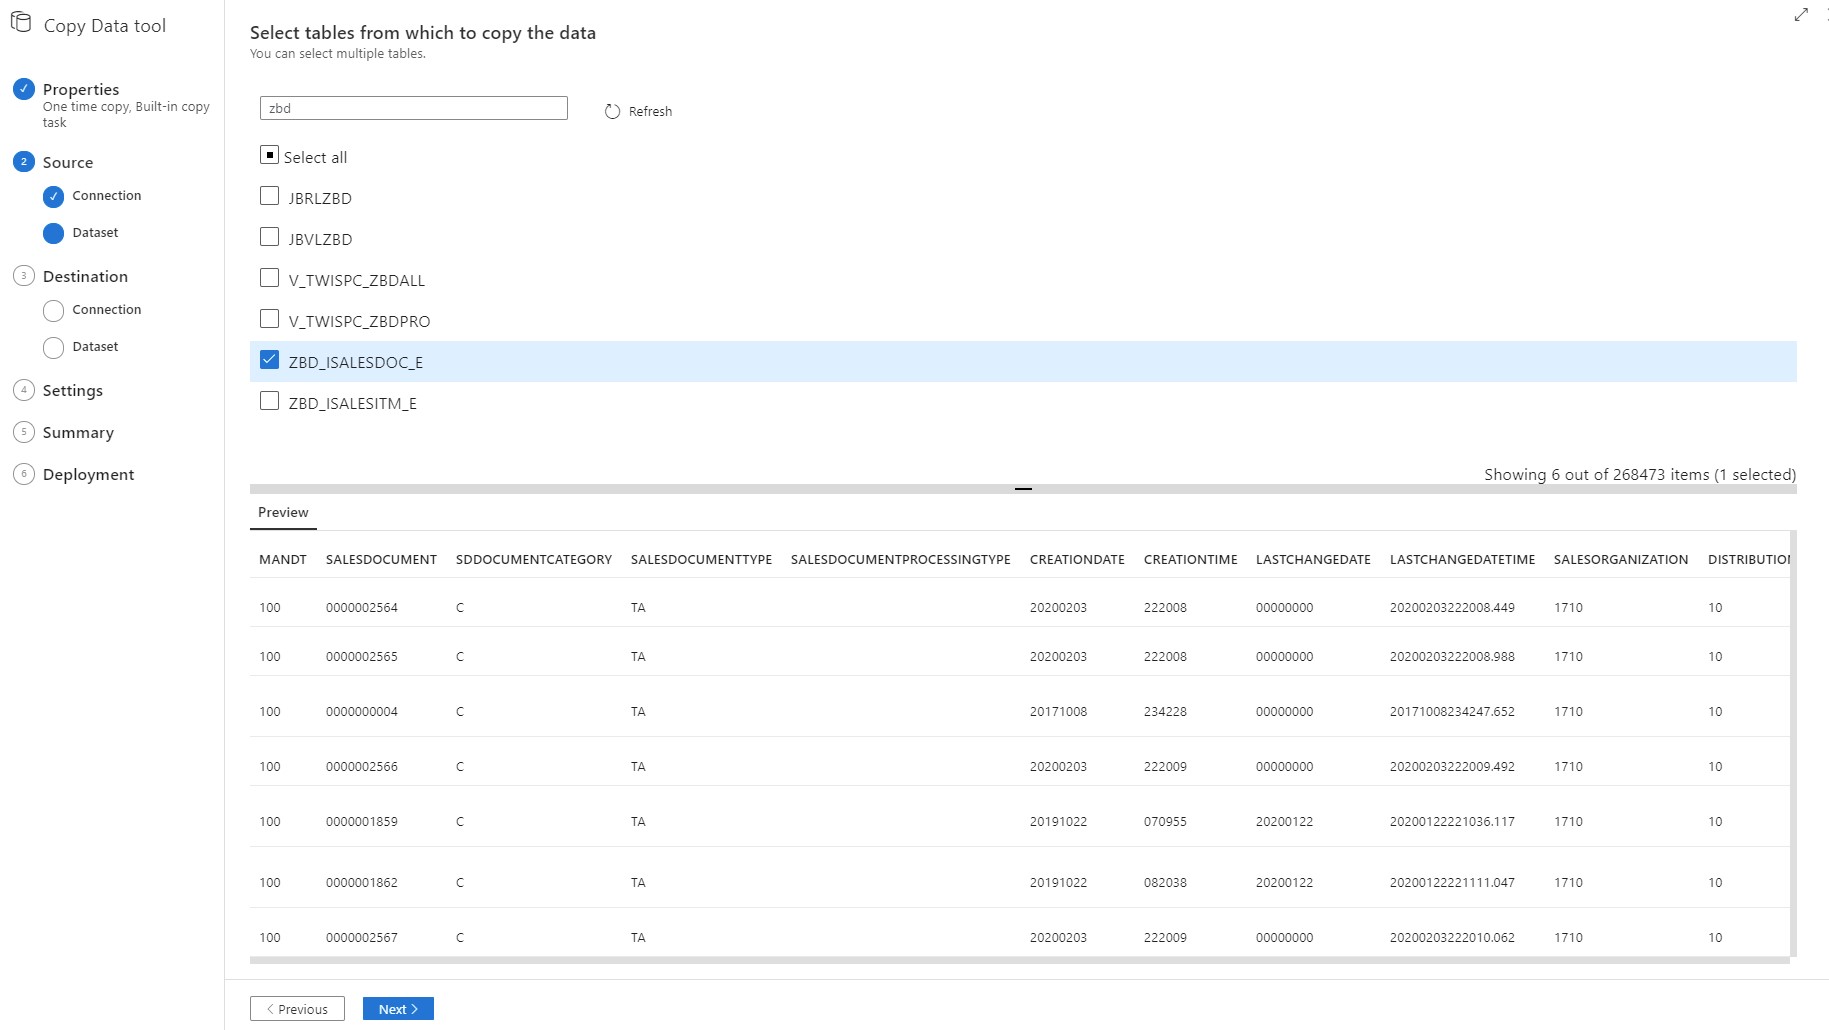 Copy Data tool
Properties
One time copy, Built-in copy
task
2 Source
Connection
Dataset
3 Destination
Connection
Dataset
4 Settings
5 Summary
6 Deployment
Select tables from which to copy the data
You can select multiple tables.
zbd
Refresh
Select all
JBRLZBD
JBVLZBD
V_TWISPC_ZBDALL
V_TWISPC_ZBDPRO
ZBD_ISALESDOC_E
ZBD_ISALESITM_E
Showing 6 out of 268473 items (1 selected)
Preview
MANDT SALESDOCUMENT SDDOCUMENTCATEGORY SALESDOCUMENTTYPE SALESDOCUMENTPROCESSINGTYPE CREATIONDATE CREATIONTIME LASTCHANGEDATE LASTCHANGEDATETIME SALESORGANIZATION DISTRIBUTION
100 0000002564 C TA 20200203 222008 00000000 20200203222008.449 1710 10
100 0000002565 C TA 20200203 222008 00000000 20200203222008.988 1710 10
100 0000000004 C TA 20171008 234228 00000000 20171008234247.652 1710 10
100 0000002566 C TA 20200203 222009 00000000 20200203222009.492 1710 10
100 0000001859 C TA 20191022 070955 20200122 20200122221036.117 1710 10
100 0000001862 C TA 20191022 082038 20200122 20200122221111.047 1710 10
100 0000002567 C TA 20200203 222009 00000000 20200203222010.062 1710 10
< Previous
Next >